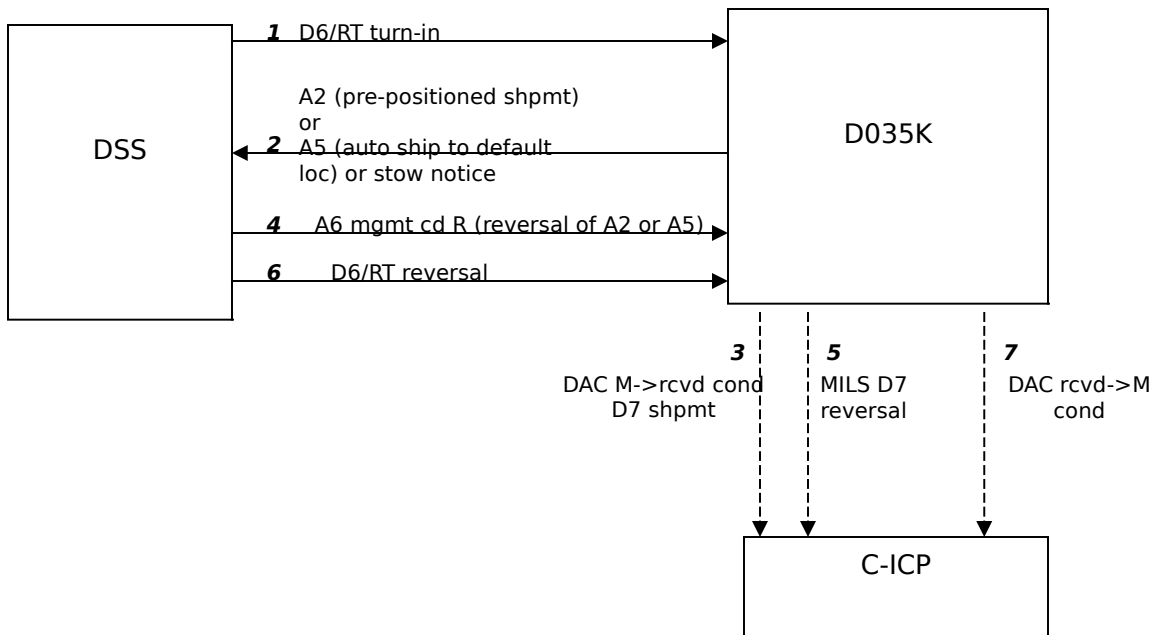 1 D6/RT turn-in
A2 (pre-positioned shpmt)
or
2 A5 (auto ship to default
loc) or stow notice
DSS
D035K
4 A6 mgmt cd R (reversal of A2 or A5)
6 D6/RT reversal
3
DAC M->rcvd cond
D7 shpmt
5
MILS D7
reversal
7
DAC rcvd->M
cond
C-ICP